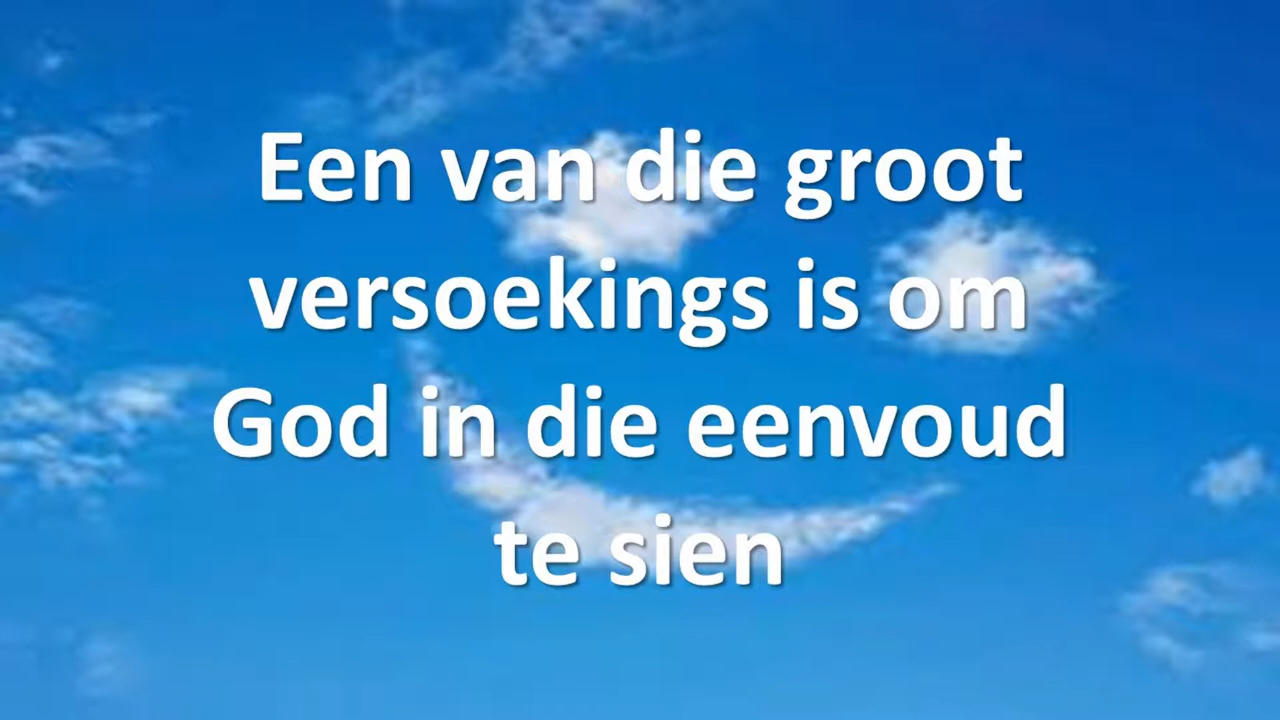 Een van die groot
versoekings is om
God in die eenvoud
te sien